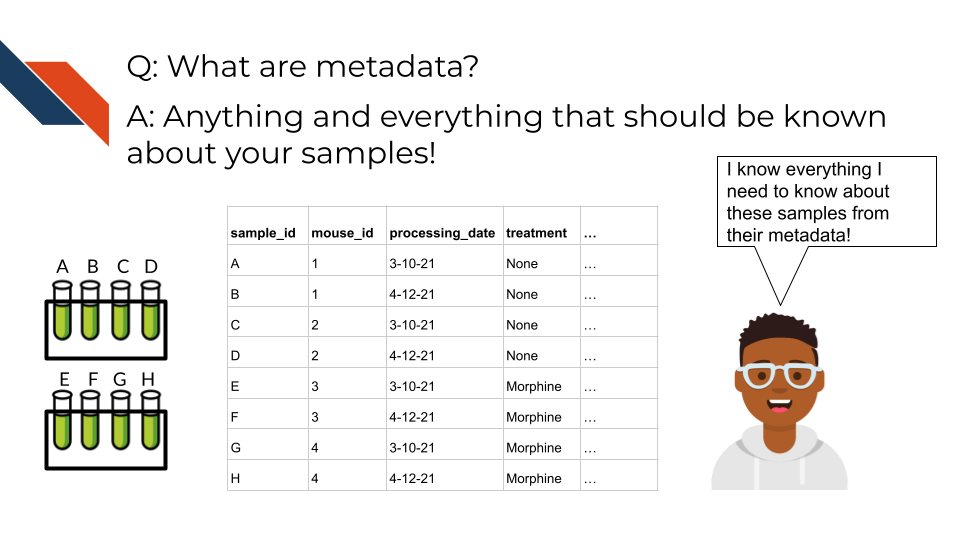 Q: What are metadata?
A: Anything and everything that should be known
about your samples!
I know everything I
need to know about
these samples from
their metadata!
A B C D
E F G H
sample_id mouse_id processing_date treatment …
A 1 3-10-21 None …
B 1 4-12-21 None …
C 2 3-10-21 None …
D 2 4-12-21 None …
E 3 3-10-21 Morphine …
F 3 4-12-21 Morphine …
G 4 3-10-21 Morphine …
H 4 4-12-21 Morphine …